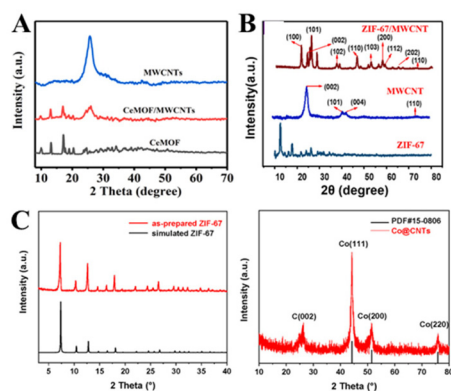 A
MWCNTs
CeMOF/MWCNTs
CeMOF
10 20 30 40 50 60 70
2 Theta (degree)
Intensity (a.u.)
B
ZIF-67/MWCNT
(101)
(100)
(002)
(200)
(102)
(110)
(103)
(112)
(202)
(110)
MWCNT
(002)
(101)
(004)
(110)
ZIF-67
10 20 30 40 50 60 70 80
2θ (degree)
Intensity(a.u.)
C
as-prepared ZIF-67
simulated ZIF-67
5 10 15 20 25 30 35 40
2 Theta (°)
Intensity (a.u.)
PDF#15-0806
Co@CNTs
Co(111)
C(002)
Co(200)
Co(220)
10 20 30 40 50 60 70 80
2 Theta (°)
Intensity (a.u.)